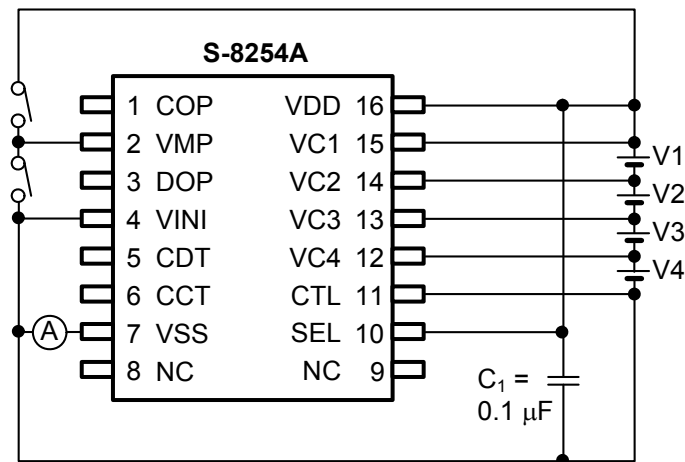 S-8254A
1 COP VDD 16
2 VMP VC1 15
3 DOP VC2 14
4 VINI VC3 13
5 CDT VC4 12
6 CCT CTL 11
A 7 VSS SEL 10
8 NC NC 9
V1
V2
V3
V4
C₁ =
0.1 μF